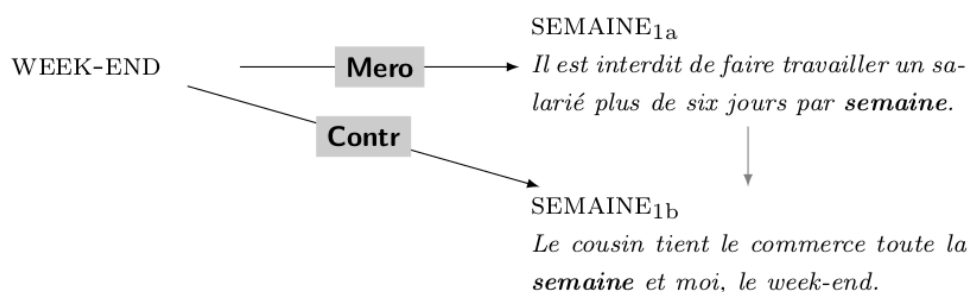 SEMAINE1a
WEEK-END
Mero
Il est interdit de faire travailler un sa-
larié plus de six jours par semaine.
Contr
SEMAINE1b
Le cousin tient le commerce toute la
semaine et moi, le week-end.